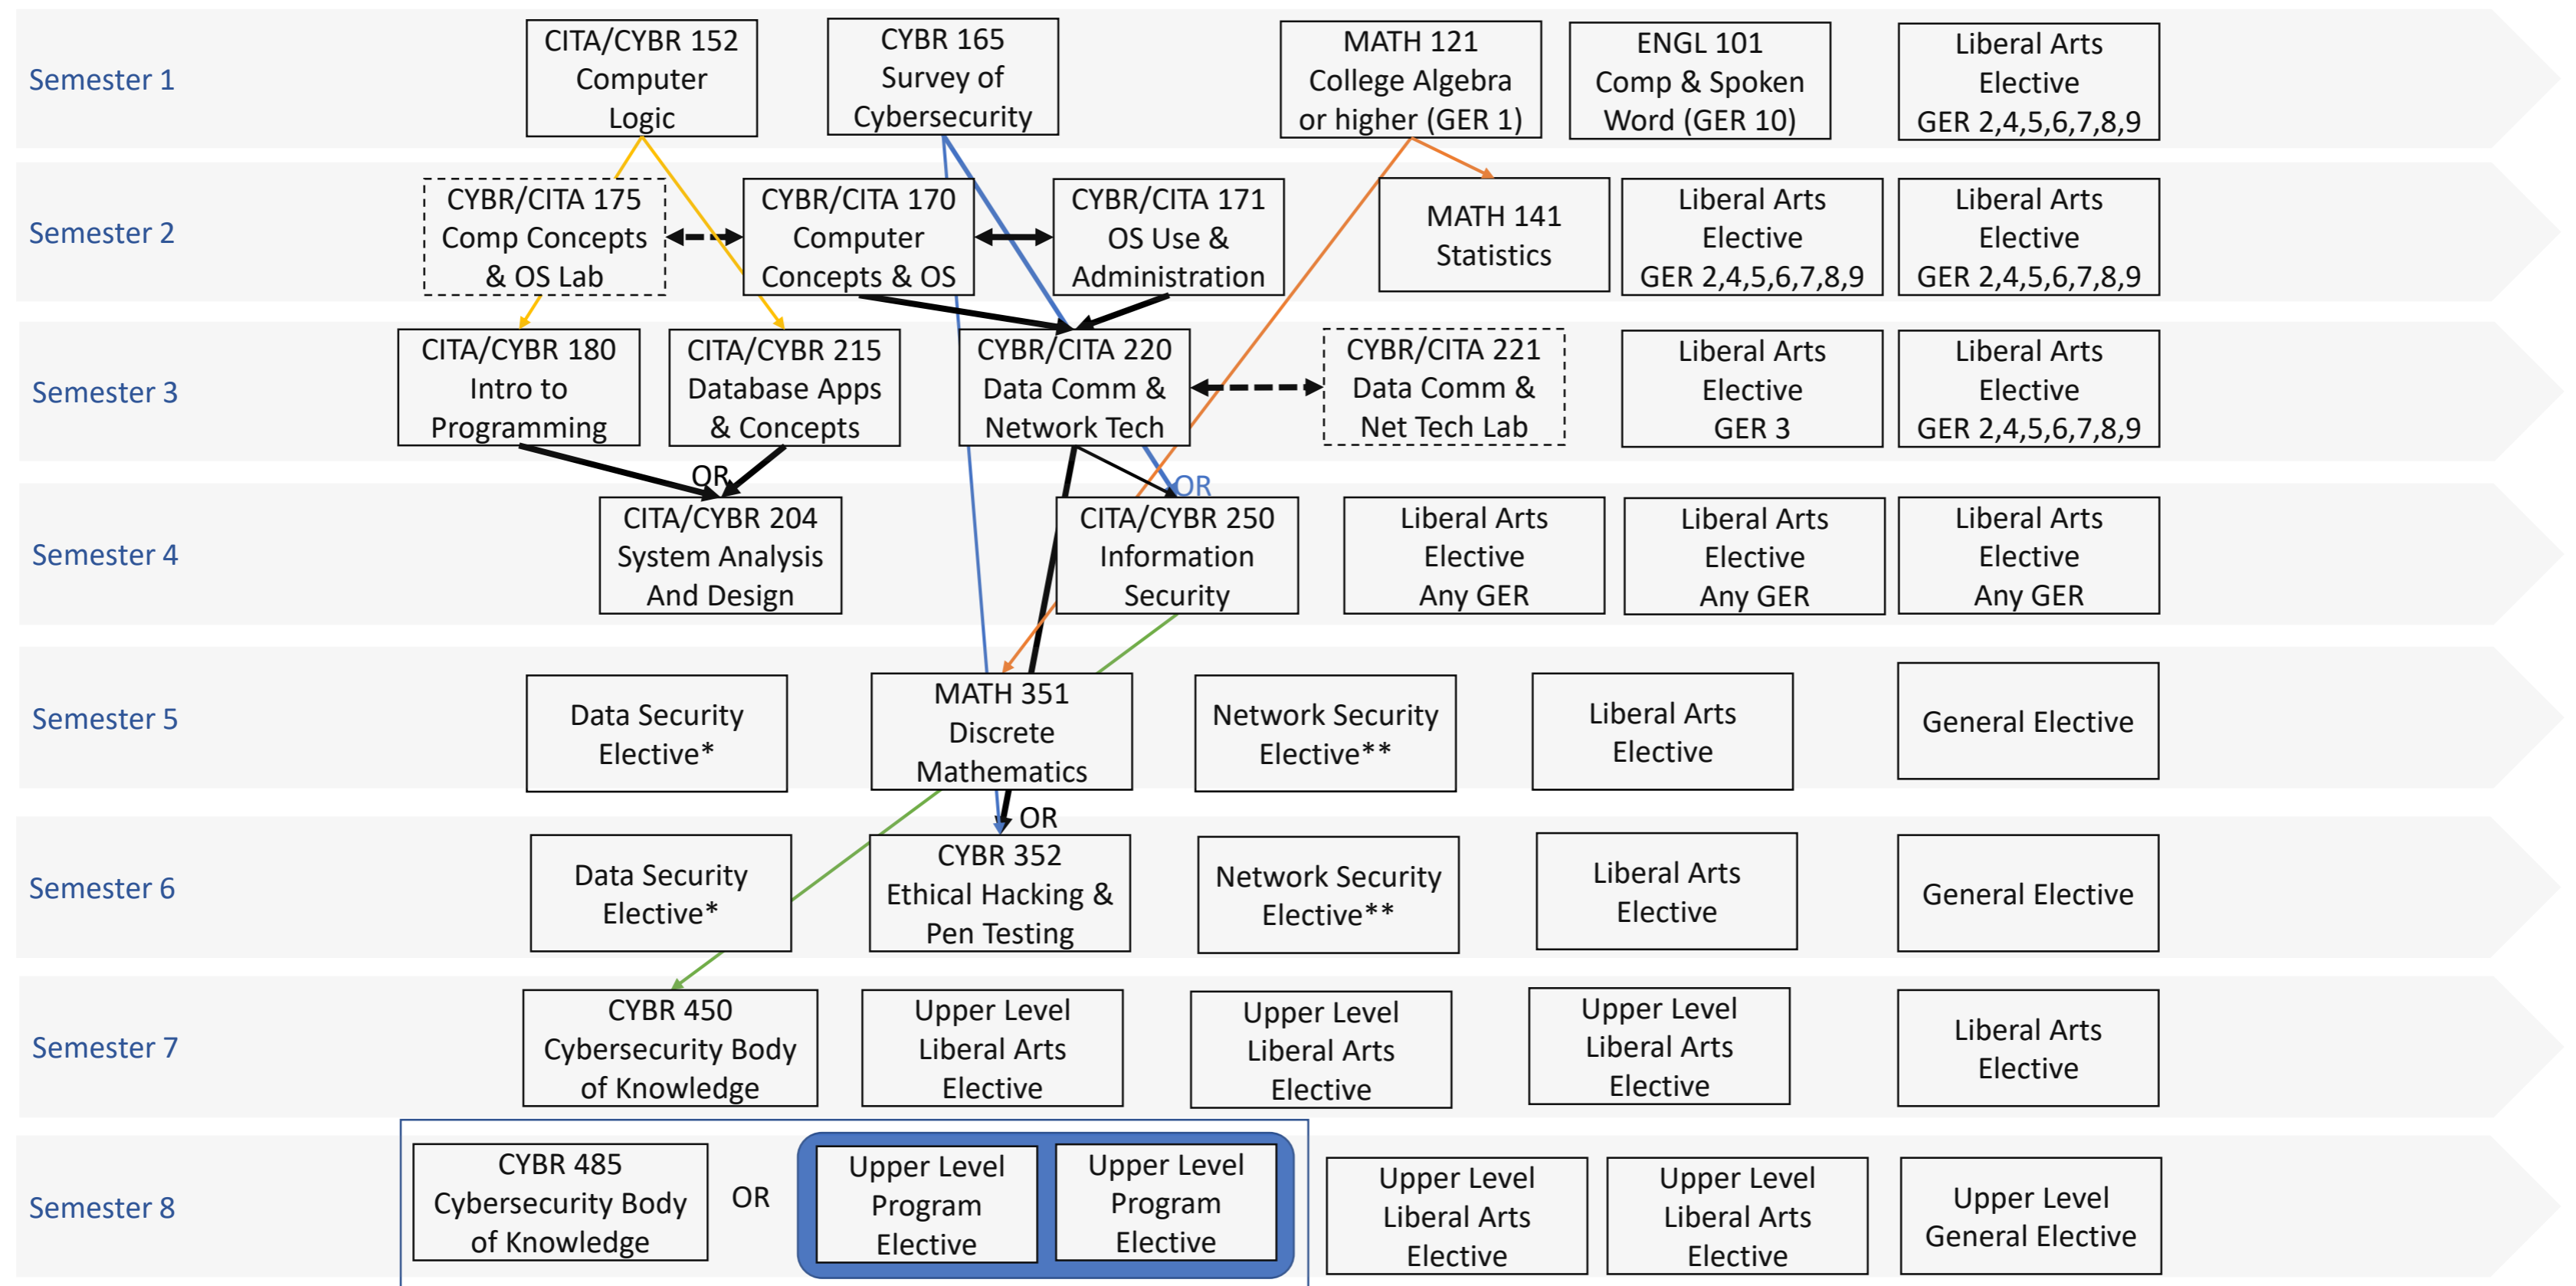 Semester 1
CITA/CYBR 152
Computer
Logic
CYBR 165
Survey of
Cybersecurity
MATH 121
College Algebra
or higher (GER 1)
ENGL 101
Comp & Spoken
Word (GER 10)
Liberal Arts
Elective
GER 2,4,5,6,7,8,9
Semester 2
CYBR/CITA 175
Comp Concepts
& OS Lab
CYBR/CITA 170
Computer
Concepts & OS
CYBR/CITA 171
OS Use &
Administration
MATH 141
Statistics
Liberal Arts
Elective
GER 2,4,5,6,7,8,9
Liberal Arts
Elective
GER 2,4,5,6,7,8,9
Semester 3
CITA/CYBR 180
Intro to
Programming
CITA/CYBR 215
Database Apps
& Concepts
CYBR/CITA 220
Data Comm &
Network Tech
CYBR/CITA 221
Data Comm &
Net Tech Lab
Liberal Arts
Elective
GER 3
Liberal Arts
Elective
GER 2,4,5,6,7,8,9
OR
OR
Semester 4
CITA/CYBR 204
System Analysis
And Design
CITA/CYBR 250
Information
Security
Liberal Arts
Elective
Any GER
Liberal Arts
Elective
Any GER
Liberal Arts
Elective
Any GER
Semester 5
Data Security
Elective*
MATH 351
Discrete
Mathematics
Network Security
Elective**
Liberal Arts
Elective
General Elective
OR
Semester 6
Data Security
Elective*
CYBR 352
Ethical Hacking &
Pen Testing
Network Security
Elective**
Liberal Arts
Elective
General Elective
Semester 7
CYBR 450
Cybersecurity Body
of Knowledge
Upper Level
Liberal Arts
Elective
Upper Level
Liberal Arts
Elective
Upper Level
Liberal Arts
Elective
Liberal Arts
Elective
Semester 8
CYBR 485
Cybersecurity Body
of Knowledge
OR
Upper Level
Program
Elective
Upper Level
Program
Elective
Upper Level
Liberal Arts
Elective
Upper Level
Liberal Arts
Elective
Upper Level
General Elective